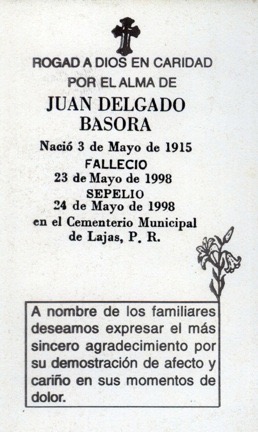 ROGAD A DIOS EN CARIDAD
POR EL ALMA DE
JUAN DELGADO
BASORA
Nació 3 de Mayo de 1915
FALLECIO
23 de Mayo de 1998
SEPELIO
24 de Mayo de 1998
en el Cementerio Municipal
de Lajas, P. R.
A nombre de los familiares
deseamos expresar el más
sincero agradecimiento por
su demostración de afecto y
cariño en sus momentos de
dolor.